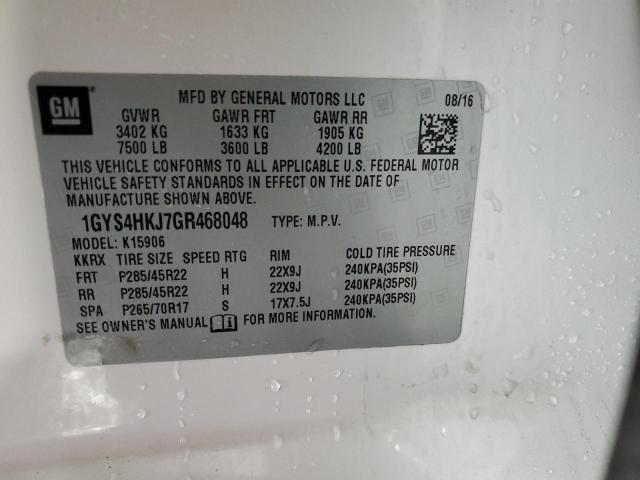 GM
MFD BY GENERAL MOTORS LLC 08/16
GVWR GAWR FRT GAWR RR
3402 KG 1633 KG 1905 KG
7500 LB 3600 LB 4200 LB
THIS VEHICLE CONFORMS TO ALL APPLICABLE U.S. FEDERAL MOTOR
VEHICLE SAFETY STANDARDS IN EFFECT ON THE DATE OF
MANUFACTURE SHOWN ABOVE.
1GYS4HKJ7GR468048 TYPE: M.P.V.
MODEL: K15906
KKRX TIRE SIZE SPEED RTG RIM COLD TIRE PRESSURE
FRT P285/45R22 H 22X9J 240KPA(35PSI)
RR P285/45R22 H 22X9J 240KPA(35PSI)
SPA P265/70R17 S 17X7.5J 240KPA(35PSI)
SEE OWNER'S MANUAL FOR MORE INFORMATION.